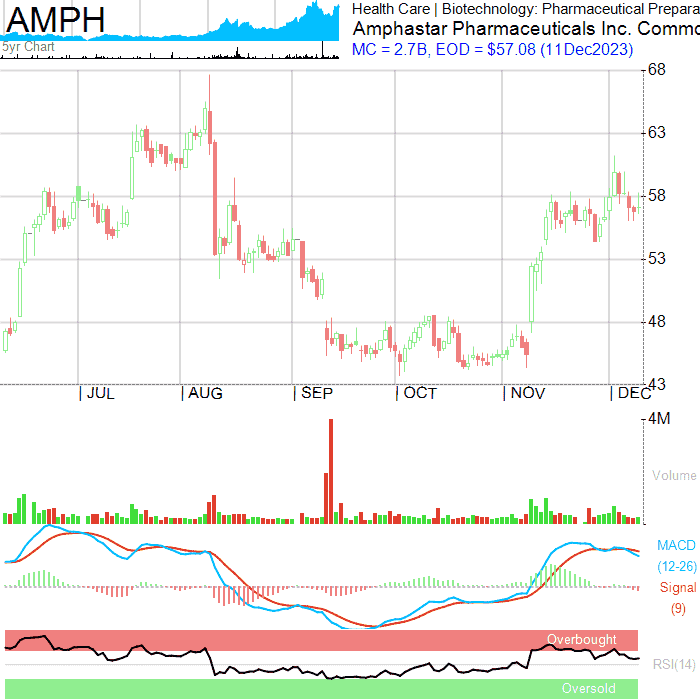 AMPH
5yr Chart
Health Care | Biotechnology: Pharmaceutical Prepara
Amphastar Pharmaceuticals Inc. Commo
MC = 2.7B, EOD = $57.08 (11Dec2023)
68
63
58
53
48
43
JUL
AUG
SEP
OCT
NOV
DEC
4M
Volume
MACD
(12-26)
Signal
(9)
Overbought
RSI(14)
Oversold